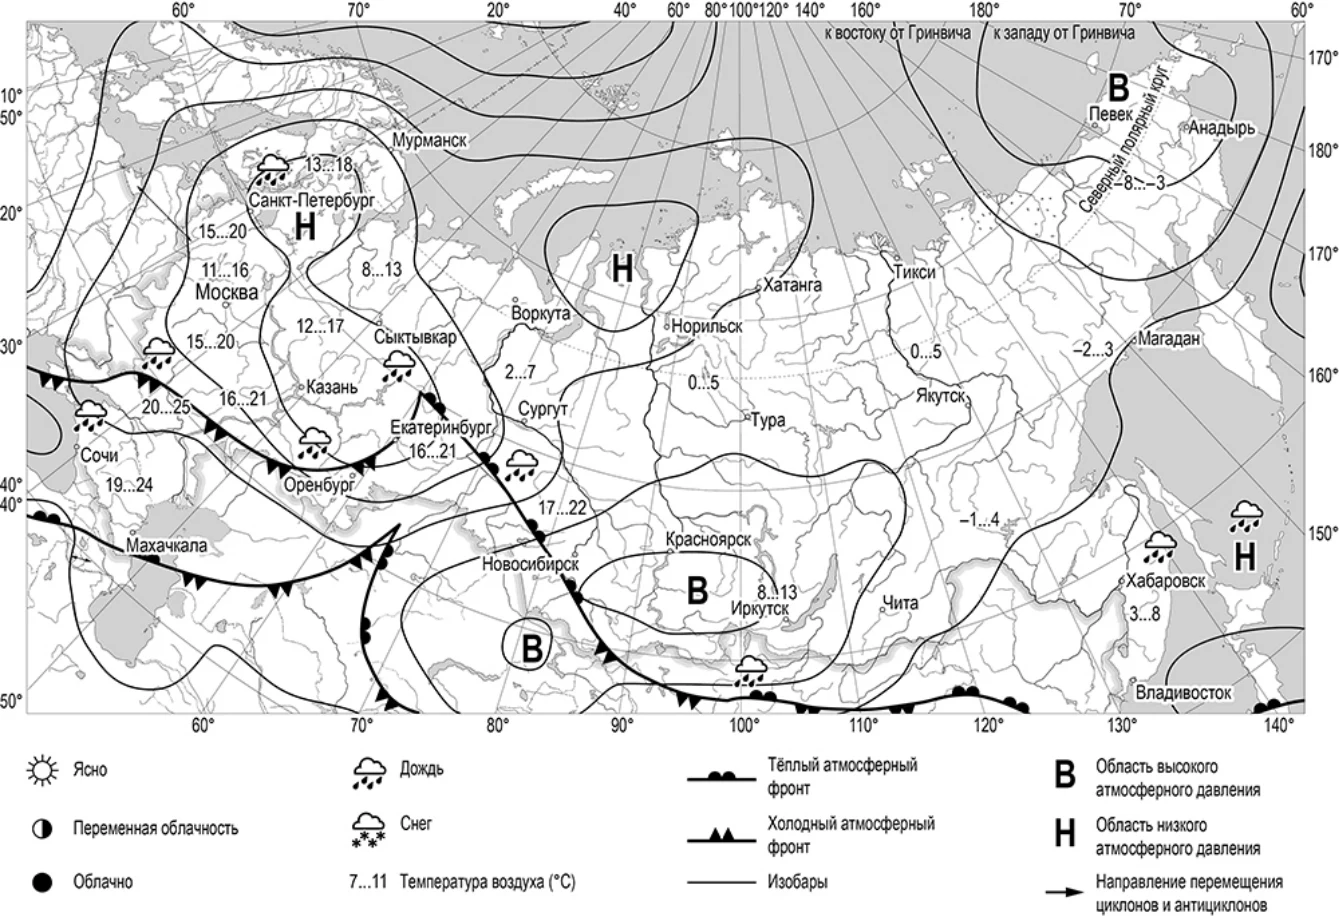 60° 70° 20° 40° 60° 80° 100° 120° 140° 160° 180° 70° 60°
к востоку от Гринвича к западу от Гринвича
170°
В
Певек
Северный полярный круг
Анадырь
10°
50°
Мурманск
180°
13...18
–8...–3
Санкт-Петербург
20°
Н
15...20
170°
11...16
8...13
Н
Тикси
Москва
Хатанга
Воркута
12...17
Норильск
Сыктывкар
Магадан
15...20
30°
0...5
–2...3
2...7
160°
0...5
Казань
16...21
Якутск
20...25
Сургут
Тура
Екатеринбург
16...21
Сочи
19...24
Оренбург
40°
40°
17...22
–1...4
150°
Махачкала
Красноярск
Новосибирск
Н
В
8...13
Хабаровск
Иркутск
Чита
3...8
В
Владивосток
50°
60° 70° 80° 90° 100° 110° 120° 130° 140°
Ясно
Дождь
Тёплый атмосферный
фронт
В
Область высокого
атмосферного давления
Переменная облачность
Снег
Холодный атмосферный
фронт
Н
Область низкого
атмосферного давления
Облачно
7...11 Температура воздуха (°С)
Изобары
Направление перемещения
циклонов и антициклонов